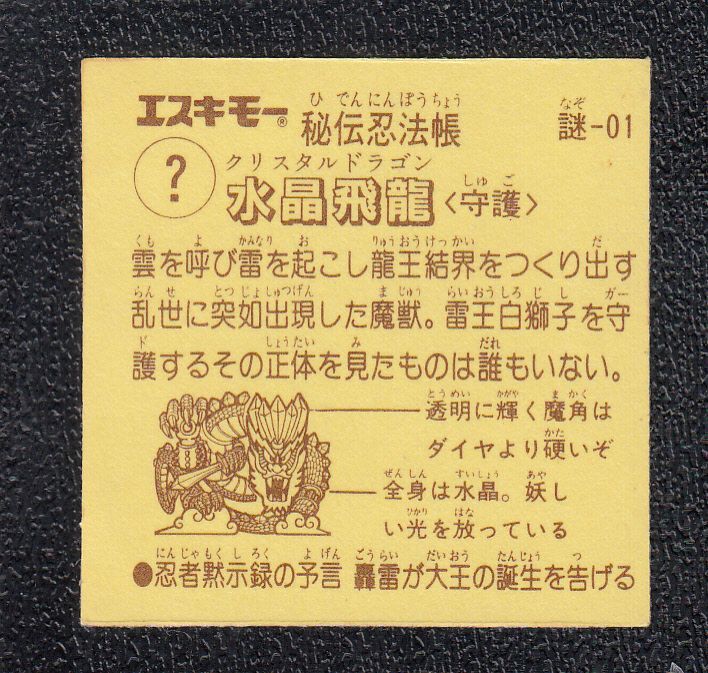 エスキモー®
ひでんにんぽうちょう
秘伝忍法帳
なぞ
謎-01
?
クリスタルドラゴン
水晶飛龍
しゅご
〈守護〉
くも よ かみなり お りゅうおうけっかい だ
雲を呼び雷を起こし龍王結界をつくり出す
らんせ とつじょしゅつげん まじゅう らいおうしろじし ガー
乱世に突如出現した魔獣。雷王白獅子を守
ド しょうたい み だれ
護するその正体を見たものは誰もいない。
とうめい かがや まかく
透明に輝く魔角は
かた
ダイヤより硬いぞ
ぜんしん すいしょう あや
全身は水晶。妖し
ひかり はな
い光を放っている
にんじゃもくしろく よげん ごうらい だいおう たんじょう つ
●忍者黙示録の予言 轟雷が大王の誕生を告げる